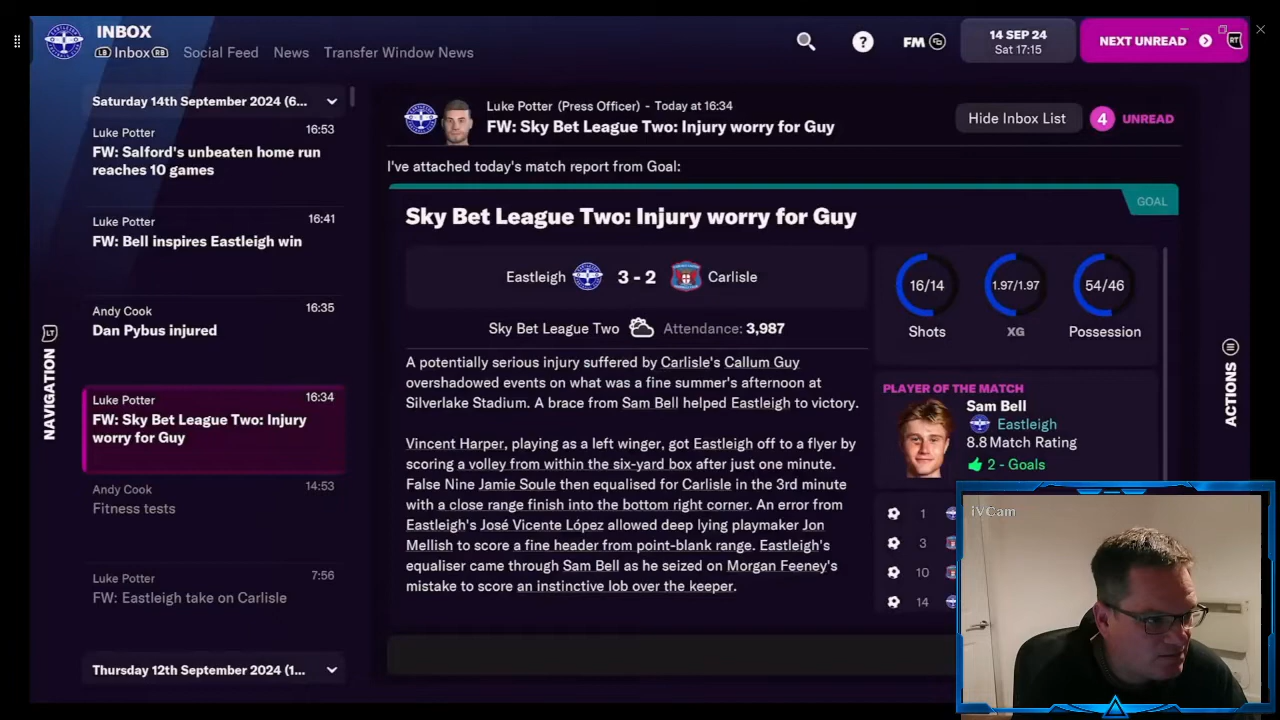 INBOX
LB Inbox RB
Social Feed
News
Transfer Window News
?
FM
14 SEP 24
Sat 17:15
NEXT UNREAD
RT
Saturday 14th September 2024 (6...
Luke Potter
16:53
FW: Salford's unbeaten home run
reaches 10 games
Luke Potter
16:41
FW: Bell inspires Eastleigh win
Andy Cook
16:35
Dan Pybus injured
Luke Potter
16:34
FW: Sky Bet League Two: Injury
worry for Guy
Andy Cook
14:53
Fitness tests
Luke Potter
7:56
FW: Eastleigh take on Carlisle
Thursday 12th September 2024 (1...
LT
NAVIGATION
Luke Potter (Press Officer) - Today at 16:34
FW: Sky Bet League Two: Injury worry for Guy
Hide Inbox List
4 UNREAD
I've attached today's match report from Goal:
GOAL
Sky Bet League Two: Injury worry for Guy
Eastleigh 3 - 2 Carlisle
Sky Bet League Two Attendance: 3,987
A potentially serious injury suffered by Carlisle's Callum Guy
overshadowed events on what was a fine summer's afternoon at
Silverlake Stadium. A brace from Sam Bell helped Eastleigh to victory.
Vincent Harper, playing as a left winger, got Eastleigh off to a flyer by
scoring a volley from within the six-yard box after just one minute.
False Nine Jamie Soule then equalised for Carlisle in the 3rd minute
with a close range finish into the bottom right corner. An error from
Eastleigh's José Vicente López allowed deep lying playmaker Jon
Mellish to score a fine header from point-blank range. Eastleigh's
equaliser came through Sam Bell as he seized on Morgan Feeney's
mistake to score an instinctive lob over the keeper.
16/14
Shots
1.97/1.97
XG
54/46
Possession
PLAYER OF THE MATCH
Sam Bell
Eastleigh
8.8 Match Rating
2 - Goals
1
3
10
14
ACTIONS
iVCam